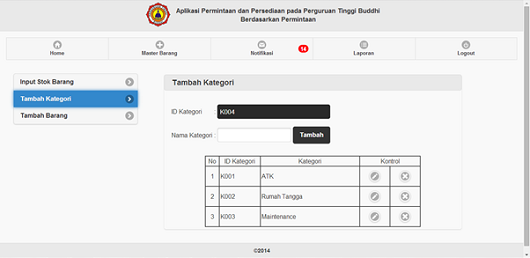 Aplikasi Permintaan dan Persediaan pada Perguruan Tinggi Buddhi
Berdasarkan Permintaan
Home Master Barang Notifikasi 14 Laporan Logout
Input Stok Barang
Tambah Kategori
Tambah Barang
Tambah Kategori
ID Kategori K004
Nama Kategori : Tambah
No ID Kategori Kategori Kontrol
1 K001 ATK
2 K002 Rumah Tangga
3 K003 Maintenance
©2014